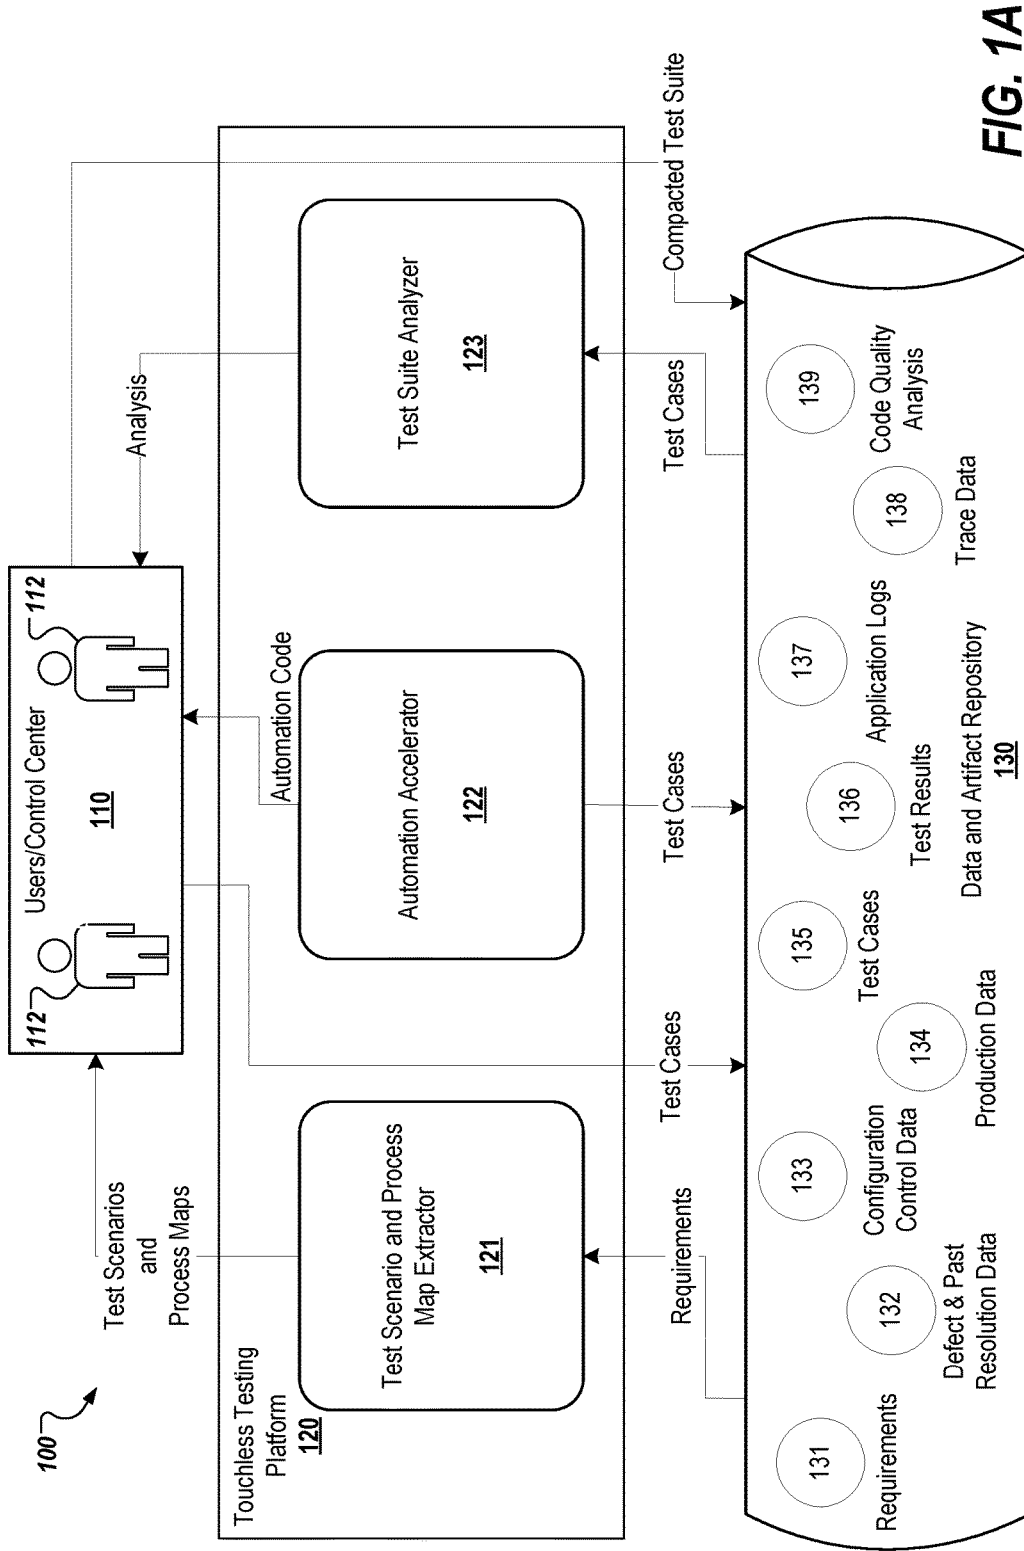 100
Test Scenarios
and
Process Maps
112
Users/Control Center
110
112
Analysis
Automation Code
Touchless Testing
Platform
120
Test Scenario and Process
Map Extractor
121
Automation Accelerator
122
Test Suite Analyzer
123
Requirements
Test Cases
Test Cases
Test Cases
Compacted Test Suite
131
Requirements
132
Defect & Past
Resolution Data
133
Configuration
Control Data
134
Production Data
135
Test Cases
136
Test Results
137
Application Logs
138
Trace Data
139
Code Quality
Analysis
Data and Artifact Repository
130
FIG. 1A